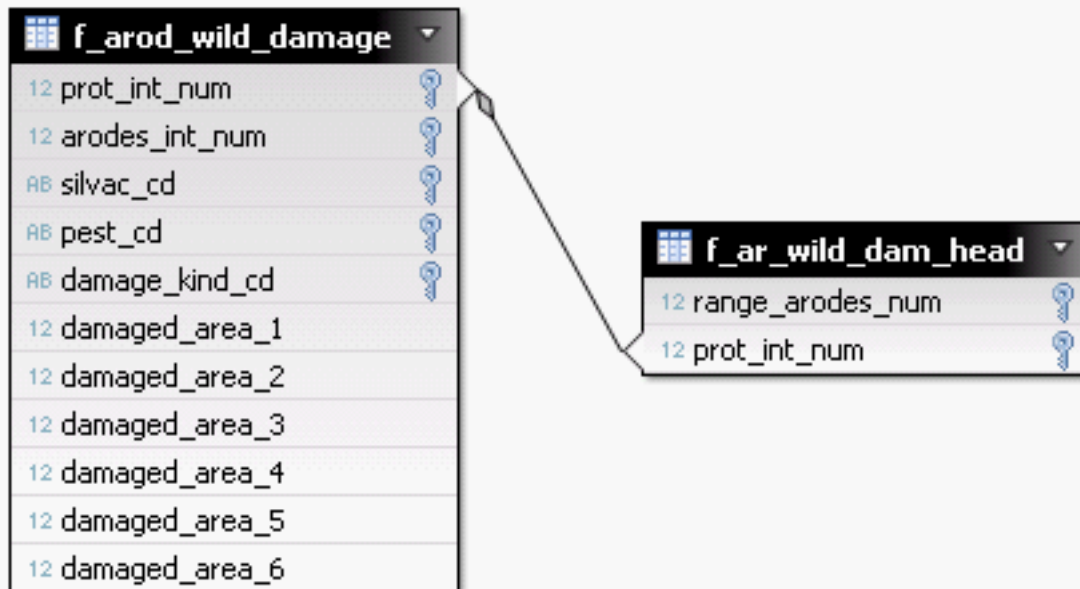 f_arod_wild_damage
12 prot_int_num
12 arodes_int_num
AB silvac_cd
AB pest_cd
AB damage_kind_cd
12 damaged_area_1
12 damaged_area_2
12 damaged_area_3
12 damaged_area_4
12 damaged_area_5
12 damaged_area_6
f_ar_wild_dam_head
12 range_arodes_num
12 prot_int_num